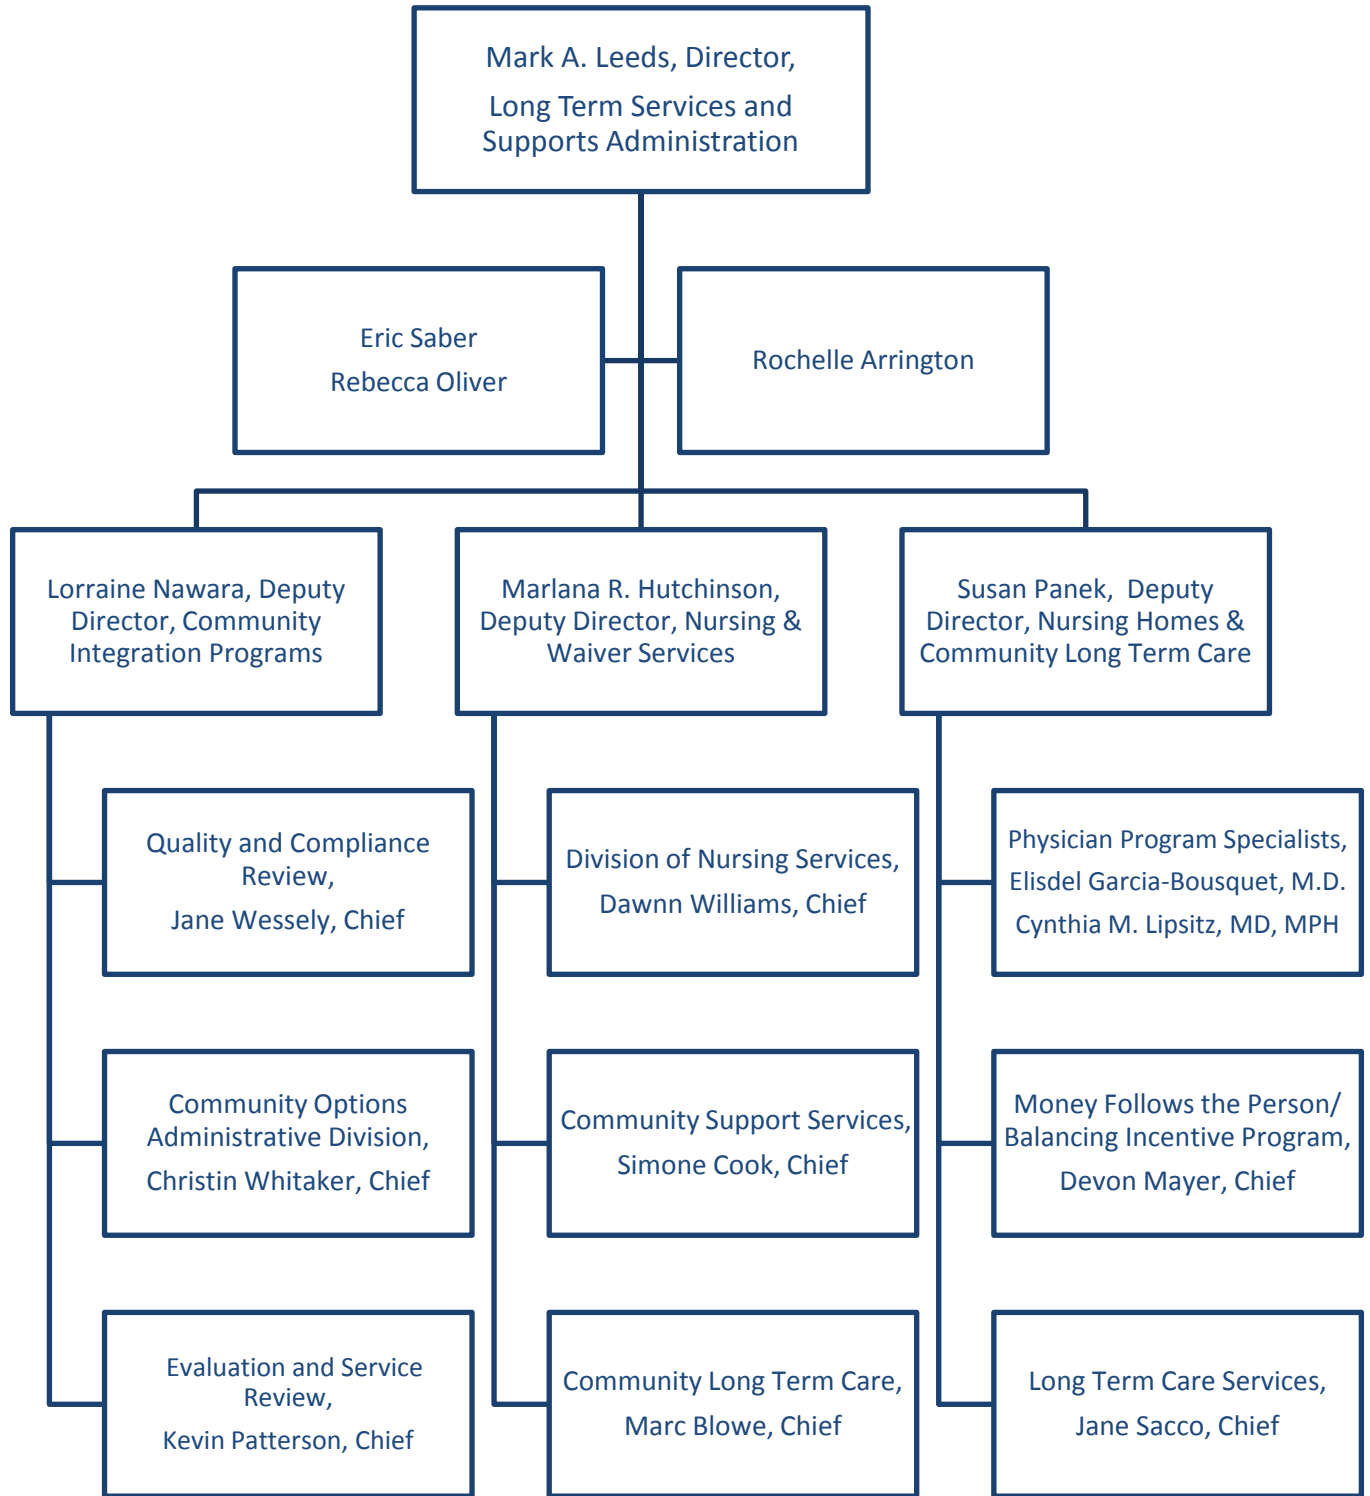 Mark A. Leeds, Director,
Long Term Services and
Supports Administration
Eric Saber
Rebecca Oliver
Rochelle Arrington
Lorraine Nawara, Deputy
Director, Community
Integration Programs
Marlana R. Hutchinson,
Deputy Director, Nursing &
Waiver Services
Susan Panek, Deputy
Director, Nursing Homes &
Community Long Term Care
Quality and Compliance
Review,
Jane Wessely, Chief
Division of Nursing Services,
Dawnn Williams, Chief
Physician Program Specialists,
Elisdel Garcia-Bousquet, M.D.
Cynthia M. Lipsitz, MD, MPH
Community Options
Administrative Division,
Christin Whitaker, Chief
Community Support Services,
Simone Cook, Chief
Money Follows the Person/
Balancing Incentive Program,
Devon Mayer, Chief
Evaluation and Service
Review,
Kevin Patterson, Chief
Community Long Term Care,
Marc Blowe, Chief
Long Term Care Services,
Jane Sacco, Chief